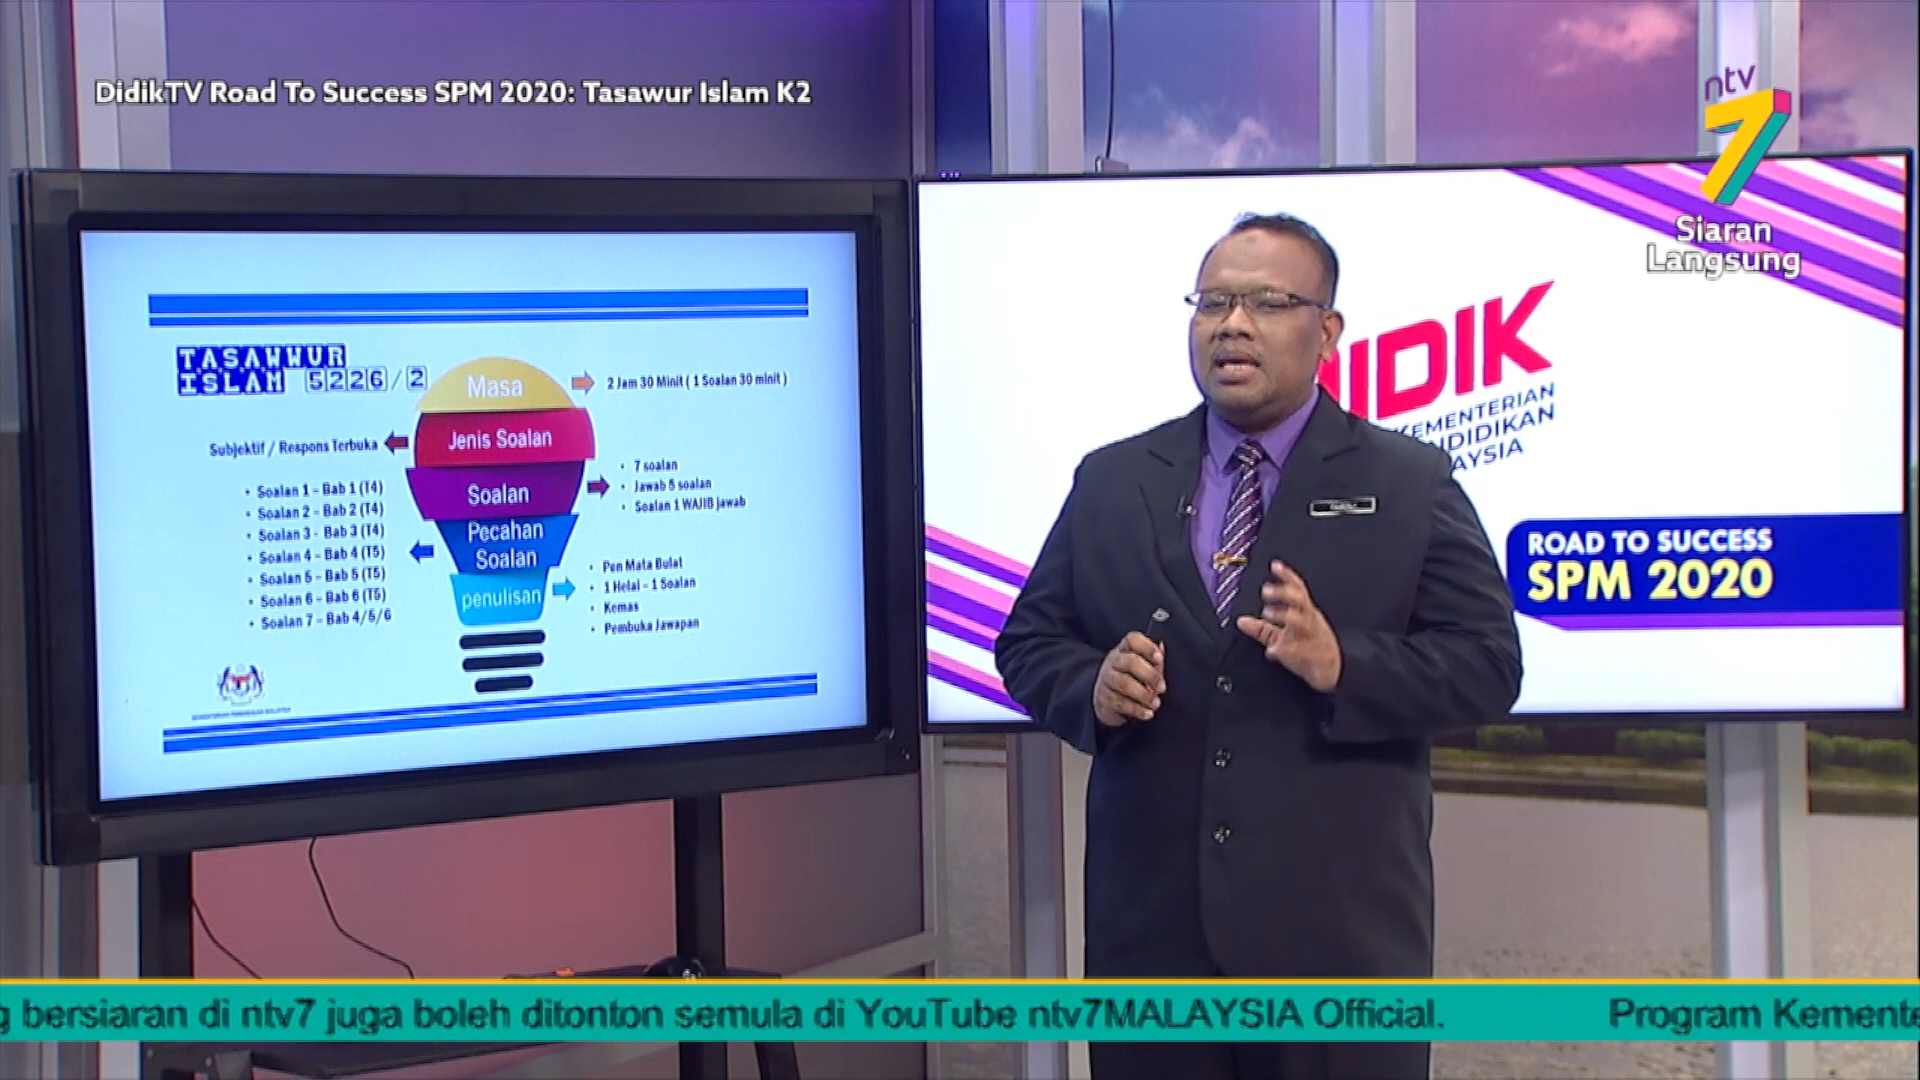 DidikTV Road To Success SPM 2020: Tasawur Islam K2
ntv
7
Siaran
Langsung
TASAWWUR
ISLAM 5226/2
Masa
2 Jam 30 Minit ( 1 Soalan 30 minit )
Jenis Soalan
Subjektif / Respons Terbuka
Soalan
• 7 soalan
• Jawab 5 soalan
• Soalan 1 WAJIB jawab
Pecahan
Soalan
• Soalan 1 – Bab 1 (T4)
• Soalan 2 – Bab 2 (T4)
• Soalan 3 - Bab 3 (T4)
• Soalan 4 – Bab 4 (T5)
• Soalan 5 – Bab 5 (T5)
• Soalan 6 – Bab 6 (T5)
• Soalan 7 – Bab 4/5/6
penulisan
• Pen Mata Bulat
• 1 Helai – 1 Soalan
• Kemas
• Pembuka Jawapan
KEMENTERIAN PENDIDIKAN MALAYSIA
IDIK
KEMENTERIAN
NDIDIKAN
AYSIA
ROAD TO SUCCESS
SPM 2020
g bersiaran di ntv7 juga boleh ditonton semula di YouTube ntv7MALAYSIA Official. Program Kemente